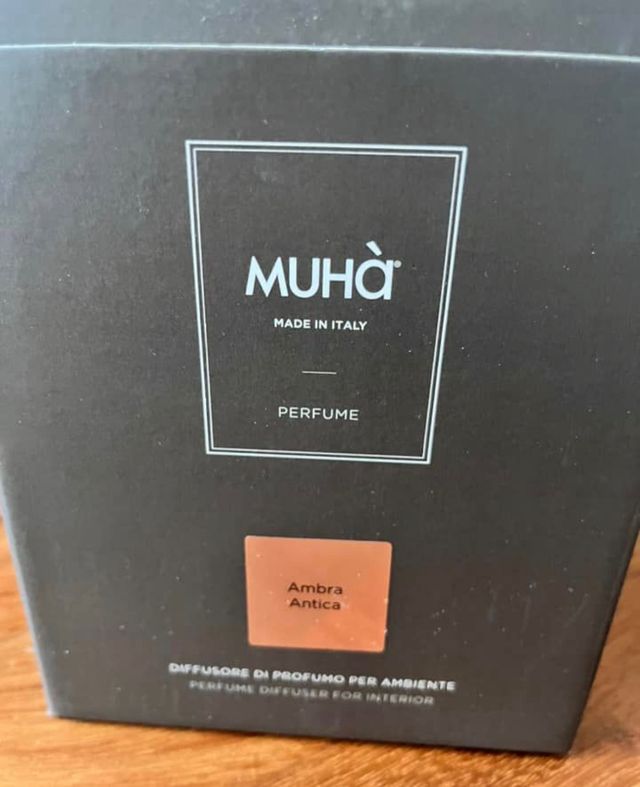 MUHà®
MADE IN ITALY
PERFUME
Ambra
Antica
DIFFUSORE DI PROFUMO PER AMBIENTE
PERFUME DIFFUSER FOR INTERIOR